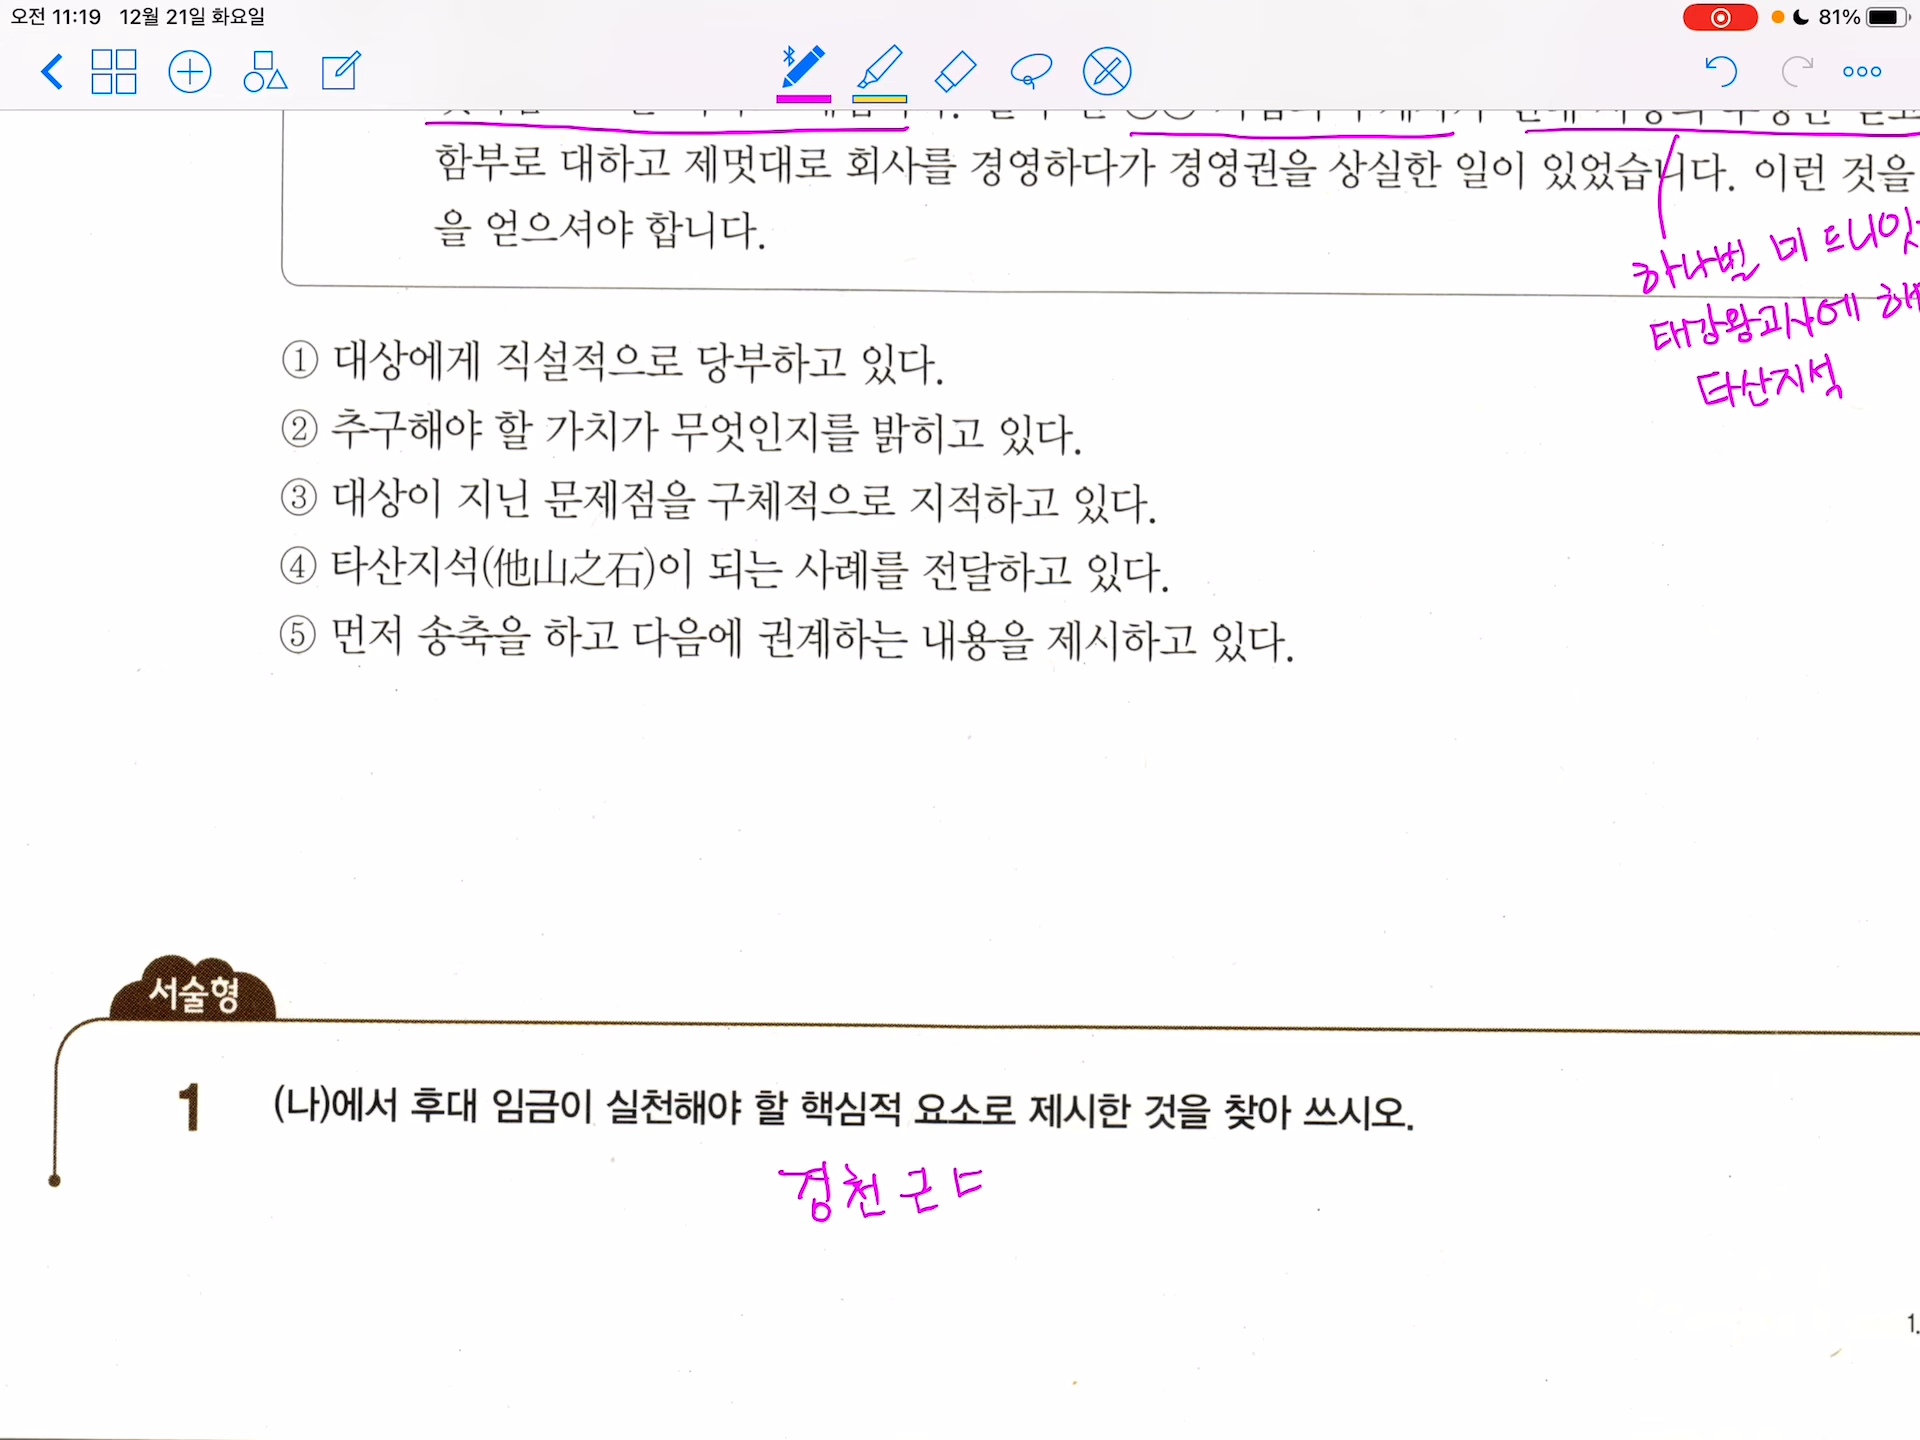 오전 11:19 12월 21일 화요일
81%
함부로 대하고 제멋대로 회사를 경영하다가 경영권을 상실한 일이 있었습니다. 이런 것을
을 얻으셔야 합니다.
하나벌 미 드니잇
태강왕고사에 해
타산지석
① 대상에게 직설적으로 당부하고 있다.
② 추구해야 할 가치가 무엇인지를 밝히고 있다.
③ 대상이 지닌 문제점을 구체적으로 지적하고 있다.
④ 타산지석(他山之石)이 되는 사례를 전달하고 있다.
⑤ 먼저 송축을 하고 다음에 권계하는 내용을 제시하고 있다.
서술형
1 (나)에서 후대 임금이 실천해야 할 핵심적 요소로 제시한 것을 찾아 쓰시오.
경천근ㄷ
1.